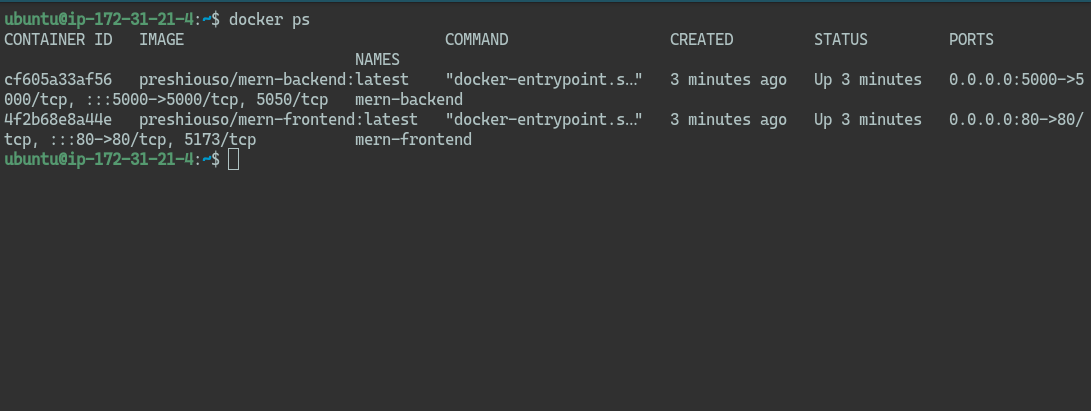 ubuntu@ip-172-31-21-4:~$ docker ps
CONTAINER ID   IMAGE                             COMMAND                  CREATED         STATUS         PORTS
                                       NAMES
cf605a33af56   preshiouso/mern-backend:latest    "docker-entrypoint.s…"   3 minutes ago   Up 3 minutes   0.0.0.0:5000->5
000/tcp, :::5000->5000/tcp, 5050/tcp   mern-backend
4f2b68e8a44e   preshiouso/mern-frontend:latest   "docker-entrypoint.s…"   3 minutes ago   Up 3 minutes   0.0.0.0:80->80/
tcp, :::80->80/tcp, 5173/tcp           mern-frontend
ubuntu@ip-172-31-21-4:~$